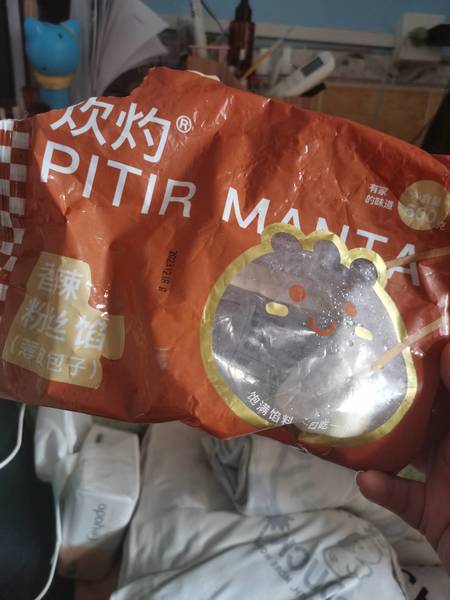 炊灼®
PITIR MANTA
有家
的味道
20231218 R
香辣
粉丝馅
包子
饱满馅料